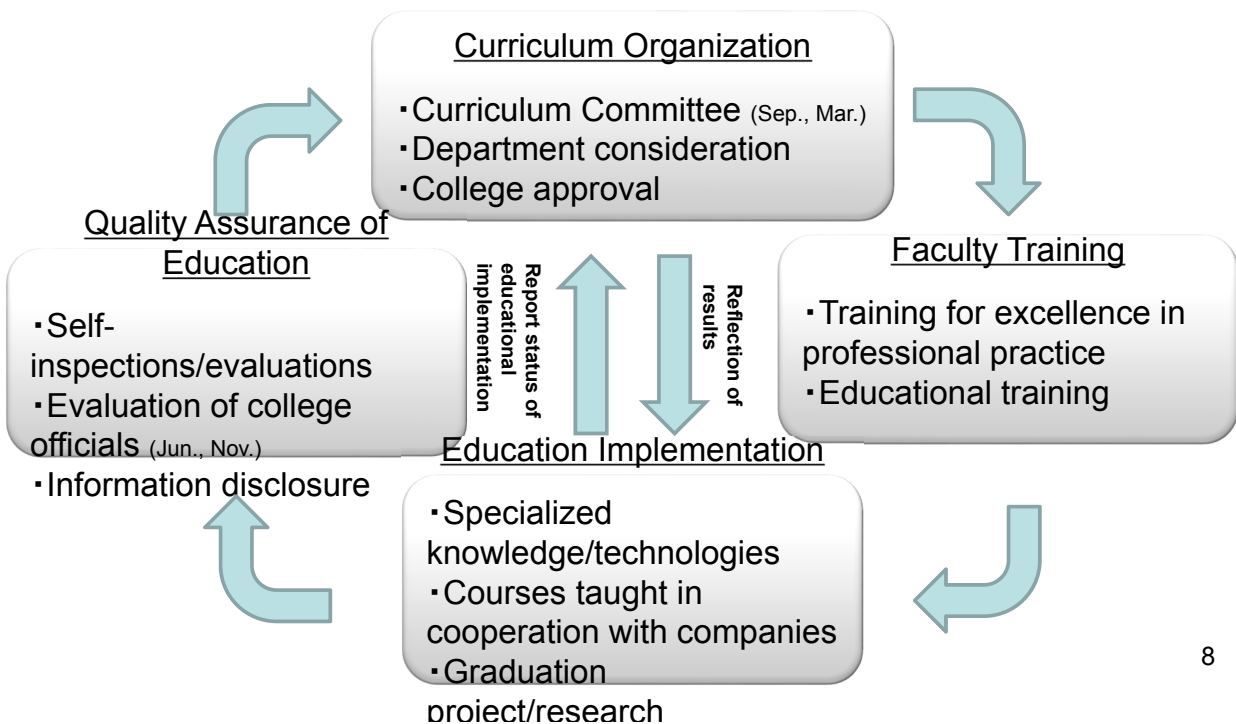 Curriculum Organization
・Curriculum Committee (Sep., Mar.)
・Department consideration
・College approval
Quality Assurance of
Education
・Self-
inspections/evaluations
・Evaluation of college
officials (Jun., Nov.)
・Information disclosure
Report status of
educational
implementation
Reflection of
results
Faculty Training
・Training for excellence in
professional practice
・Educational training
Education Implementation
・Specialized
knowledge/technologies
・Courses taught in
cooperation with companies
・Graduation
project/research
8